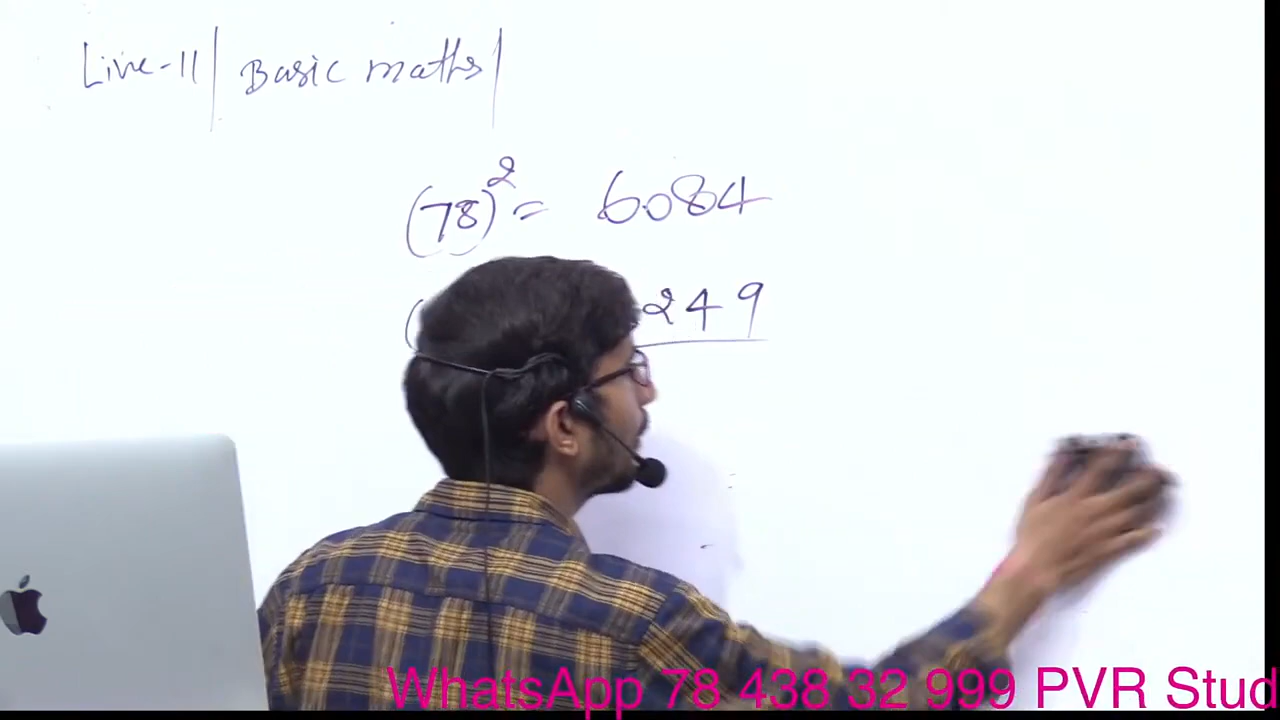 Live-11| Basic maths|
(78)² = 6084
( 249
WhatsApp 78 438 32 999 PVR Stud